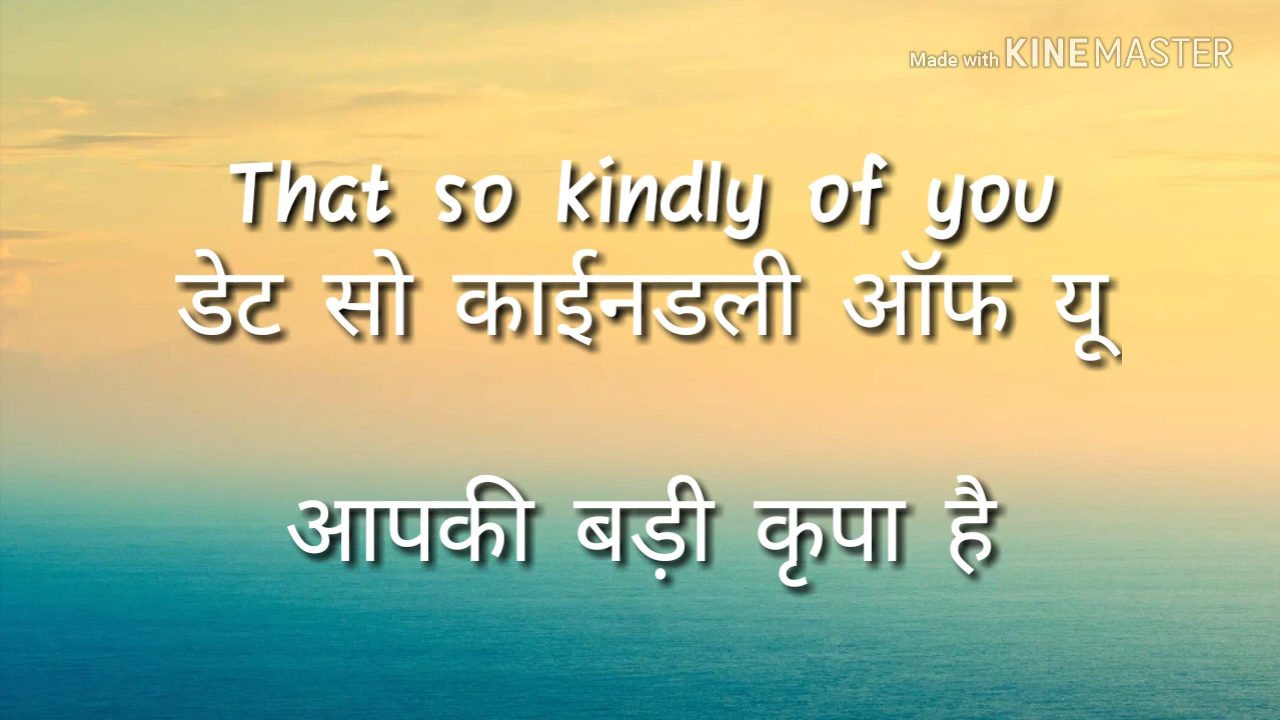 Made with KINEMASTER
That so kindly of you
डेट सो काईनडली ऑफ यू
आपकी बड़ी कृपा है